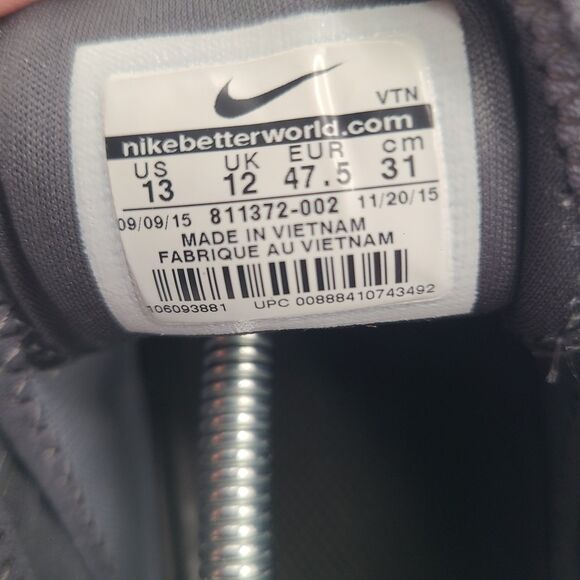 VTN
nikebetterworld.com
US UK EUR cm
13 12 47.5 31
09/09/15 811372-002 11/20/15
MADE IN VIETNAM
FABRIQUE AU VIETNAM
106093881 UPC 00888410743492